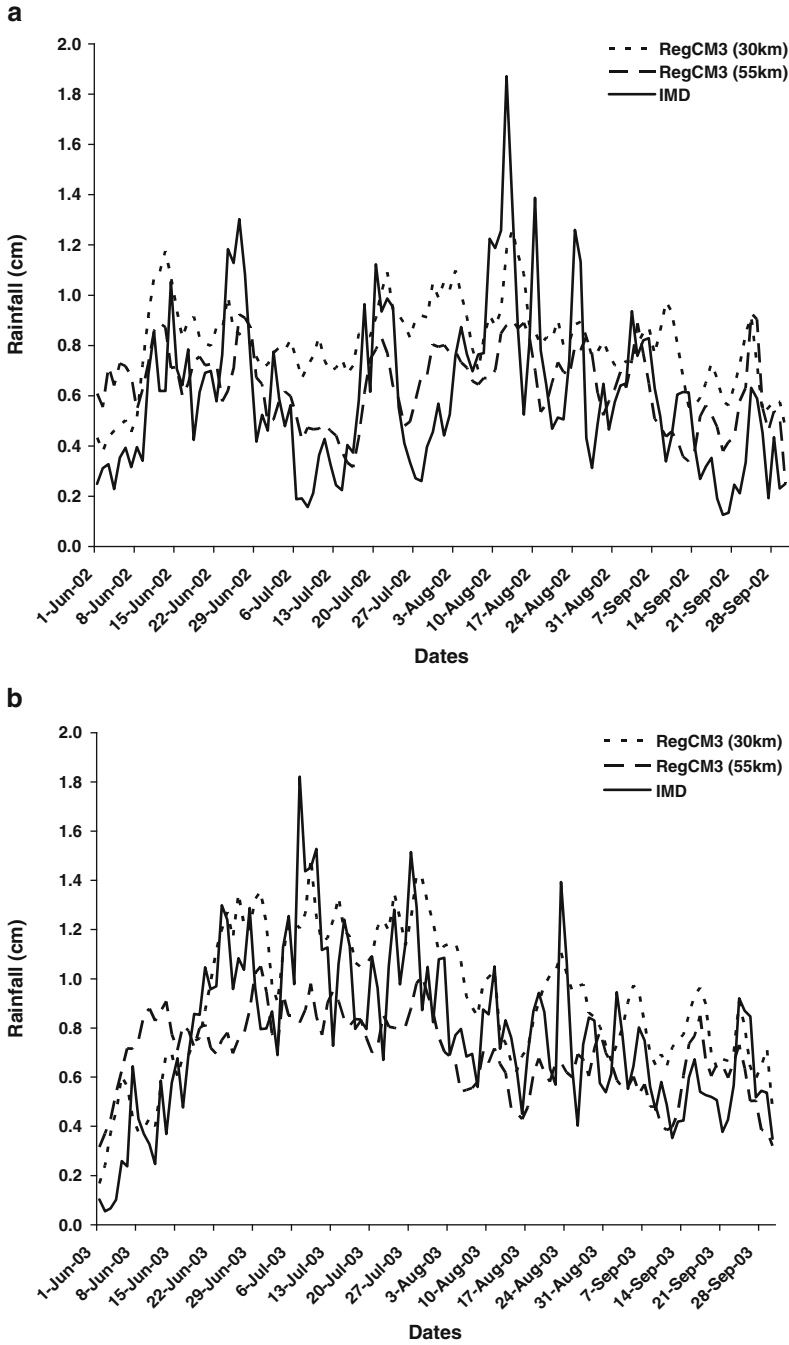 a
2.0
1.8
1.6
1.4
1.2
1.0
0.8
0.6
0.4
0.2
0.0
Rainfall (cm)
RegCM3 (30km)
RegCM3 (55km)
IMD
1-Jun-02
8-Jun-02
15-Jun-02
22-Jun-02
29-Jun-02
6-Jul-02
13-Jul-02
20-Jul-02
27-Jul-02
3-Aug-02
10-Aug-02
17-Aug-02
24-Aug-02
31-Aug-02
7-Sep-02
14-Sep-02
21-Sep-02
28-Sep-02
Dates
b
2.0
1.8
1.6
1.4
1.2
1.0
0.8
0.6
0.4
0.2
0.0
Rainfall (cm)
RegCM3 (30km)
RegCM3 (55km)
IMD
1-Jun-03
8-Jun-03
15-Jun-03
22-Jun-03
29-Jun-03
6-Jul-03
13-Jul-03
20-Jul-03
27-Jul-03
3-Aug-03
10-Aug-03
17-Aug-03
24-Aug-03
31-Aug-03
7-Sep-03
14-Sep-03
21-Sep-03
28-Sep-03
Dates